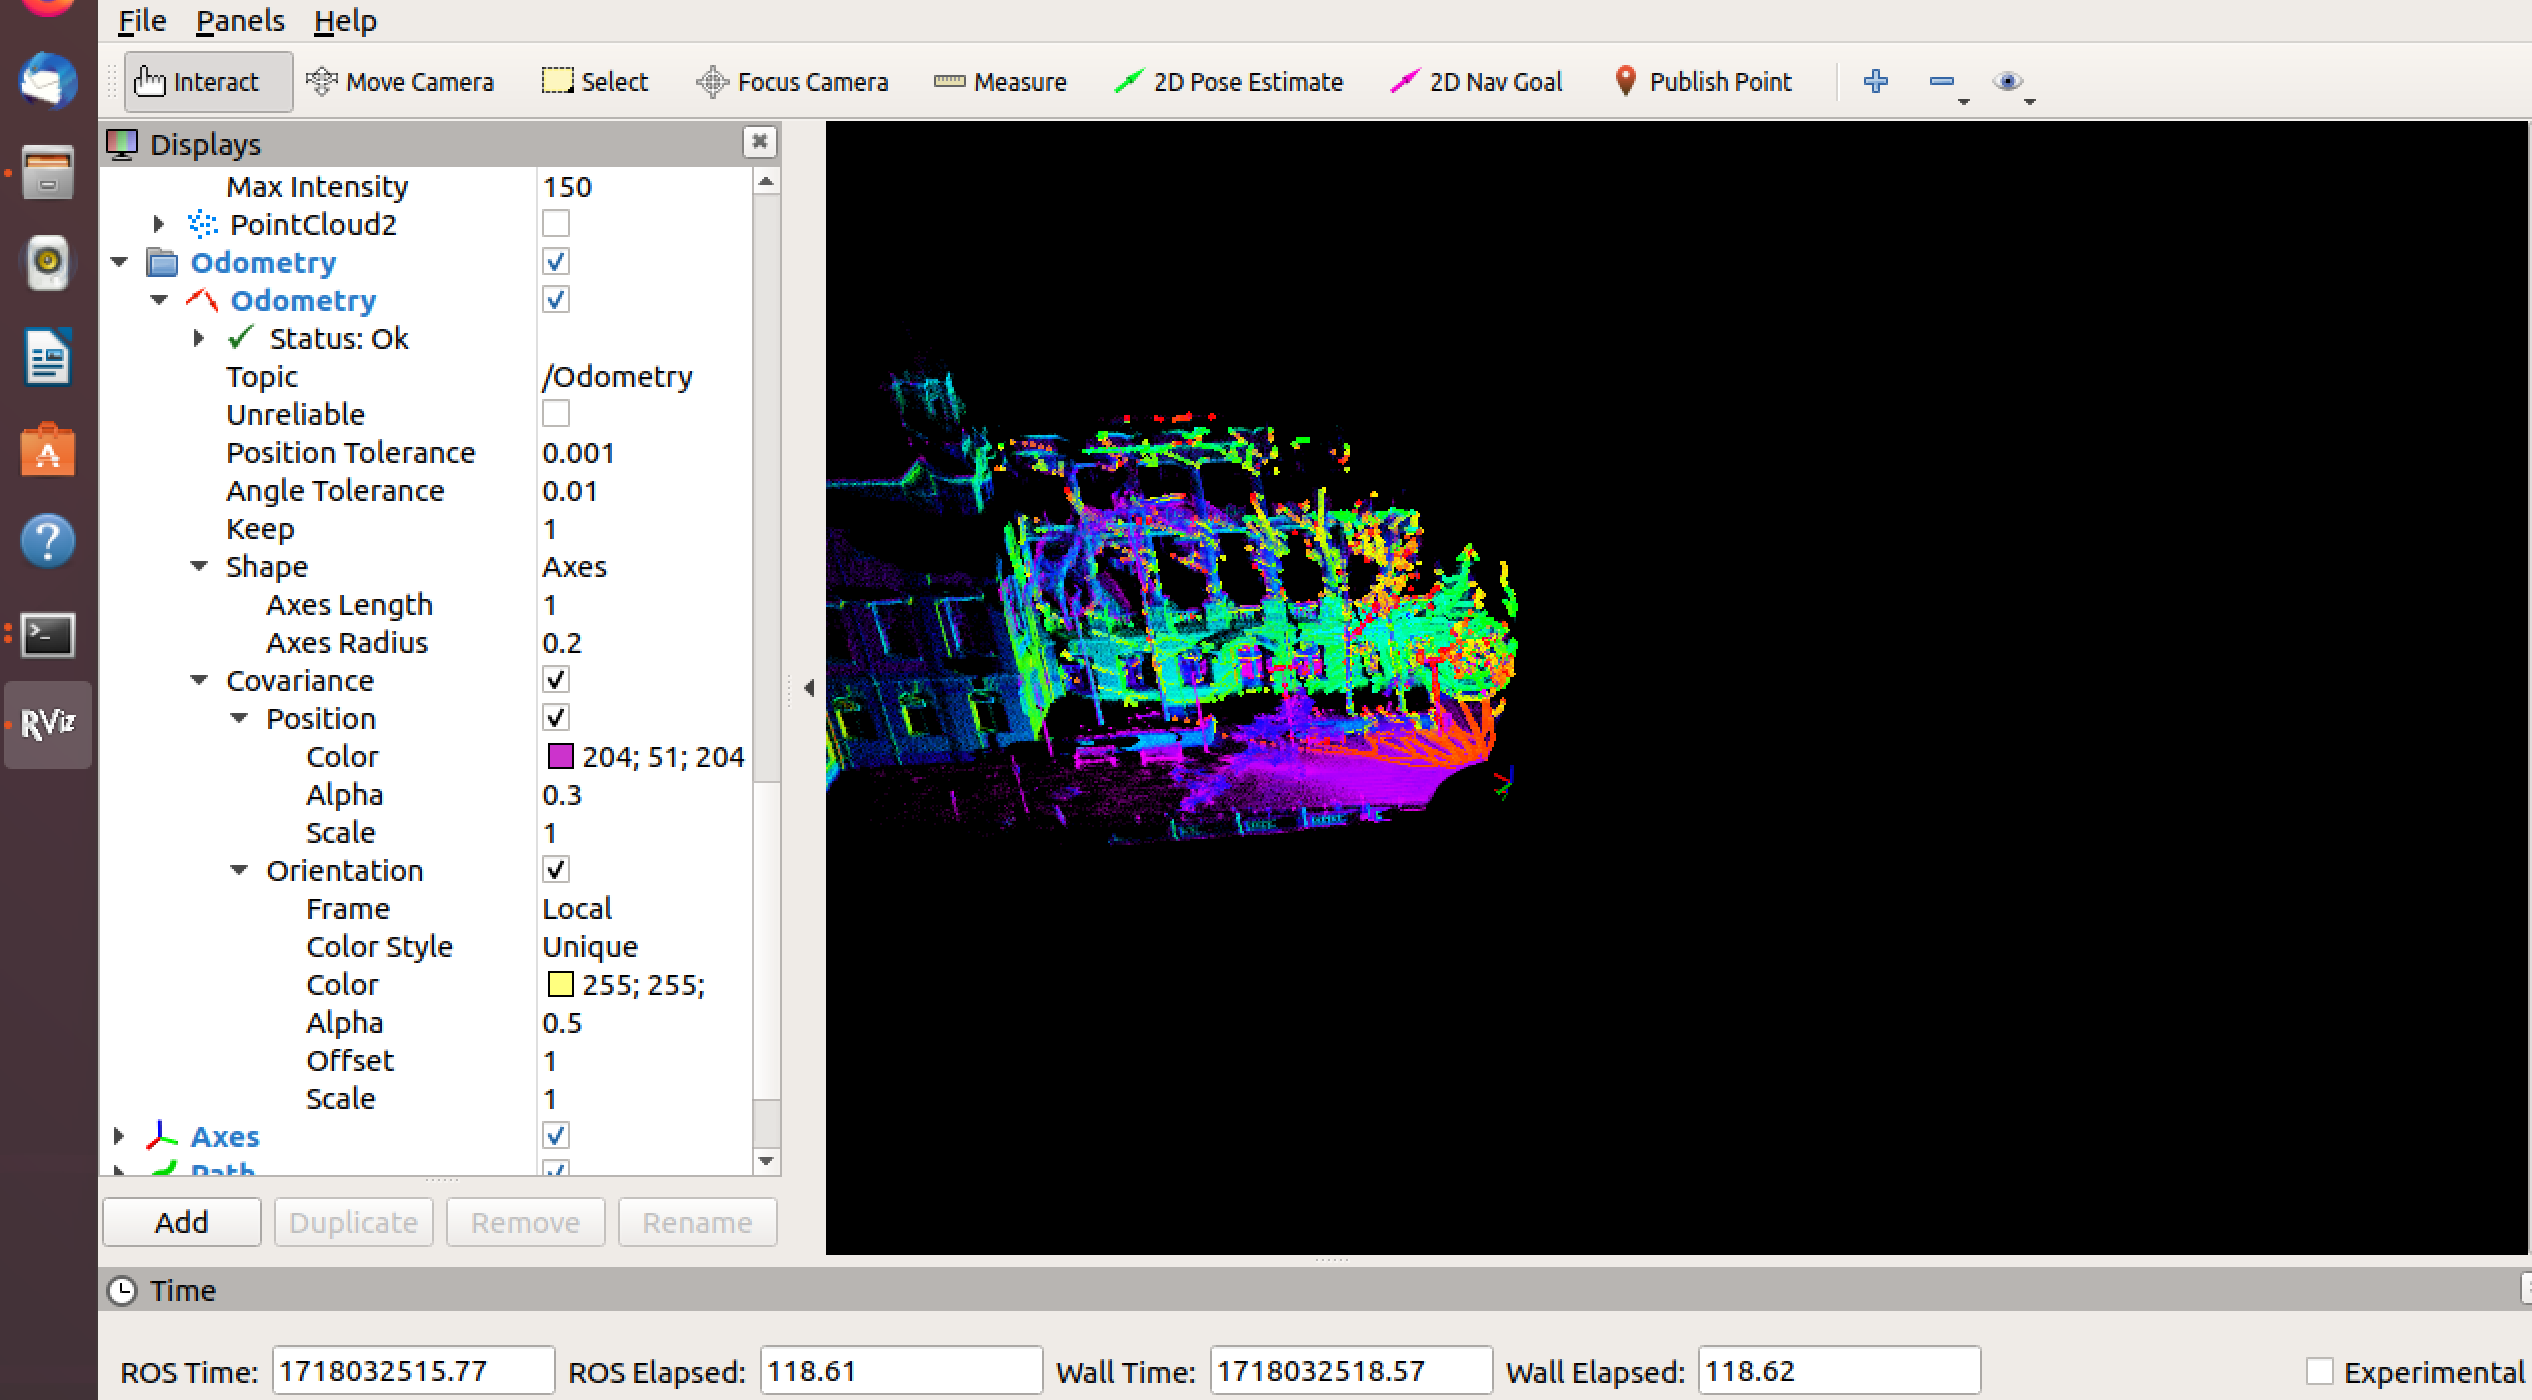 File Panels Help
Interact Move Camera Select Focus Camera Measure 2D Pose Estimate 2D Nav Goal Publish Point
Displays
Max Intensity 150
PointCloud2
Odometry
Odometry
Status: Ok
Topic /Odometry
Unreliable
Position Tolerance 0.001
Angle Tolerance 0.01
Keep 1
Shape Axes
Axes Length 1
Axes Radius 0.2
Covariance
Position
Color 204; 51; 204
Alpha 0.3
Scale 1
Orientation
Frame Local
Color Style Unique
Color 255; 255;
Alpha 0.5
Offset 1
Scale 1
Axes
Path
Add Duplicate Remove Rename
RViz
Time
ROS Time: 1718032515.77 ROS Elapsed: 118.61 Wall Time: 1718032518.57 Wall Elapsed: 118.62 Experimental